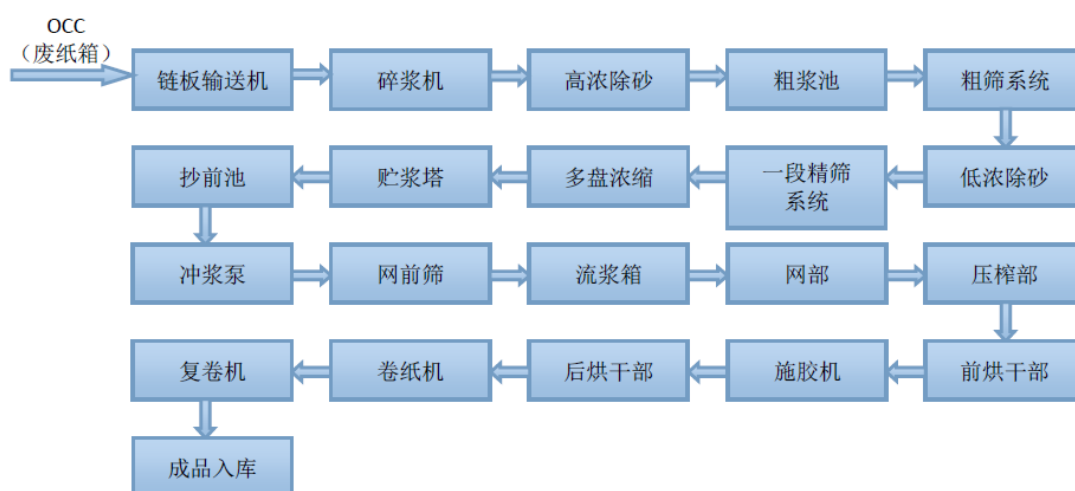 OCC
（废纸箱）
链板输送机
碎浆机
高浓除砂
粗浆池
粗筛系统
抄前池
贮浆塔
多盘浓缩
一段精筛
系统
低浓除砂
冲浆泵
网前筛
流浆箱
网部
压榨部
复卷机
卷纸机
后烘干部
施胶机
前烘干部
成品入库